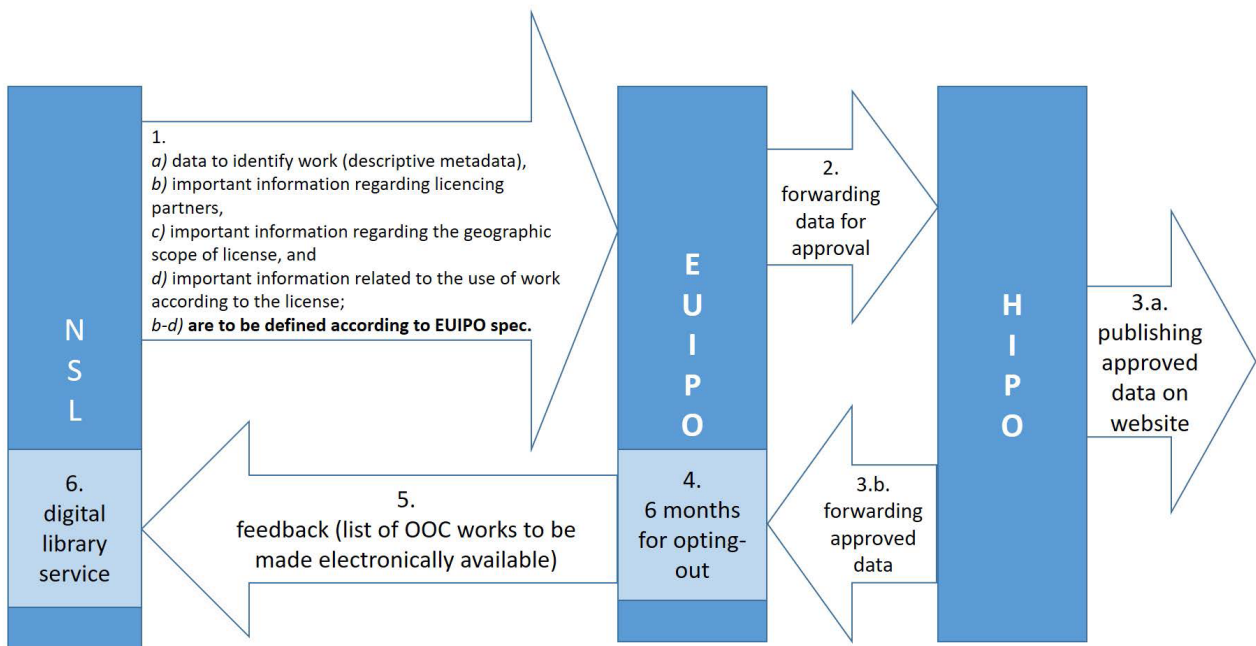 NSL
1.
a) data to identify work (descriptive metadata),
b) important information regarding licencing
partners,
c) important information regarding the geographic
scope of license, and
d) important information related to the use of work
according to the license;
b-d) are to be defined according to EUIPO spec.
EUIPO
2.
forwarding
data for
approval
HIPO
3.a.
publishing
approved
data on
website
3.b.
forwarding
approved
data
4.
6 months
for opting-
out
5.
feedback (list of OOC works to be
made electronically available)
6.
digital
library
service